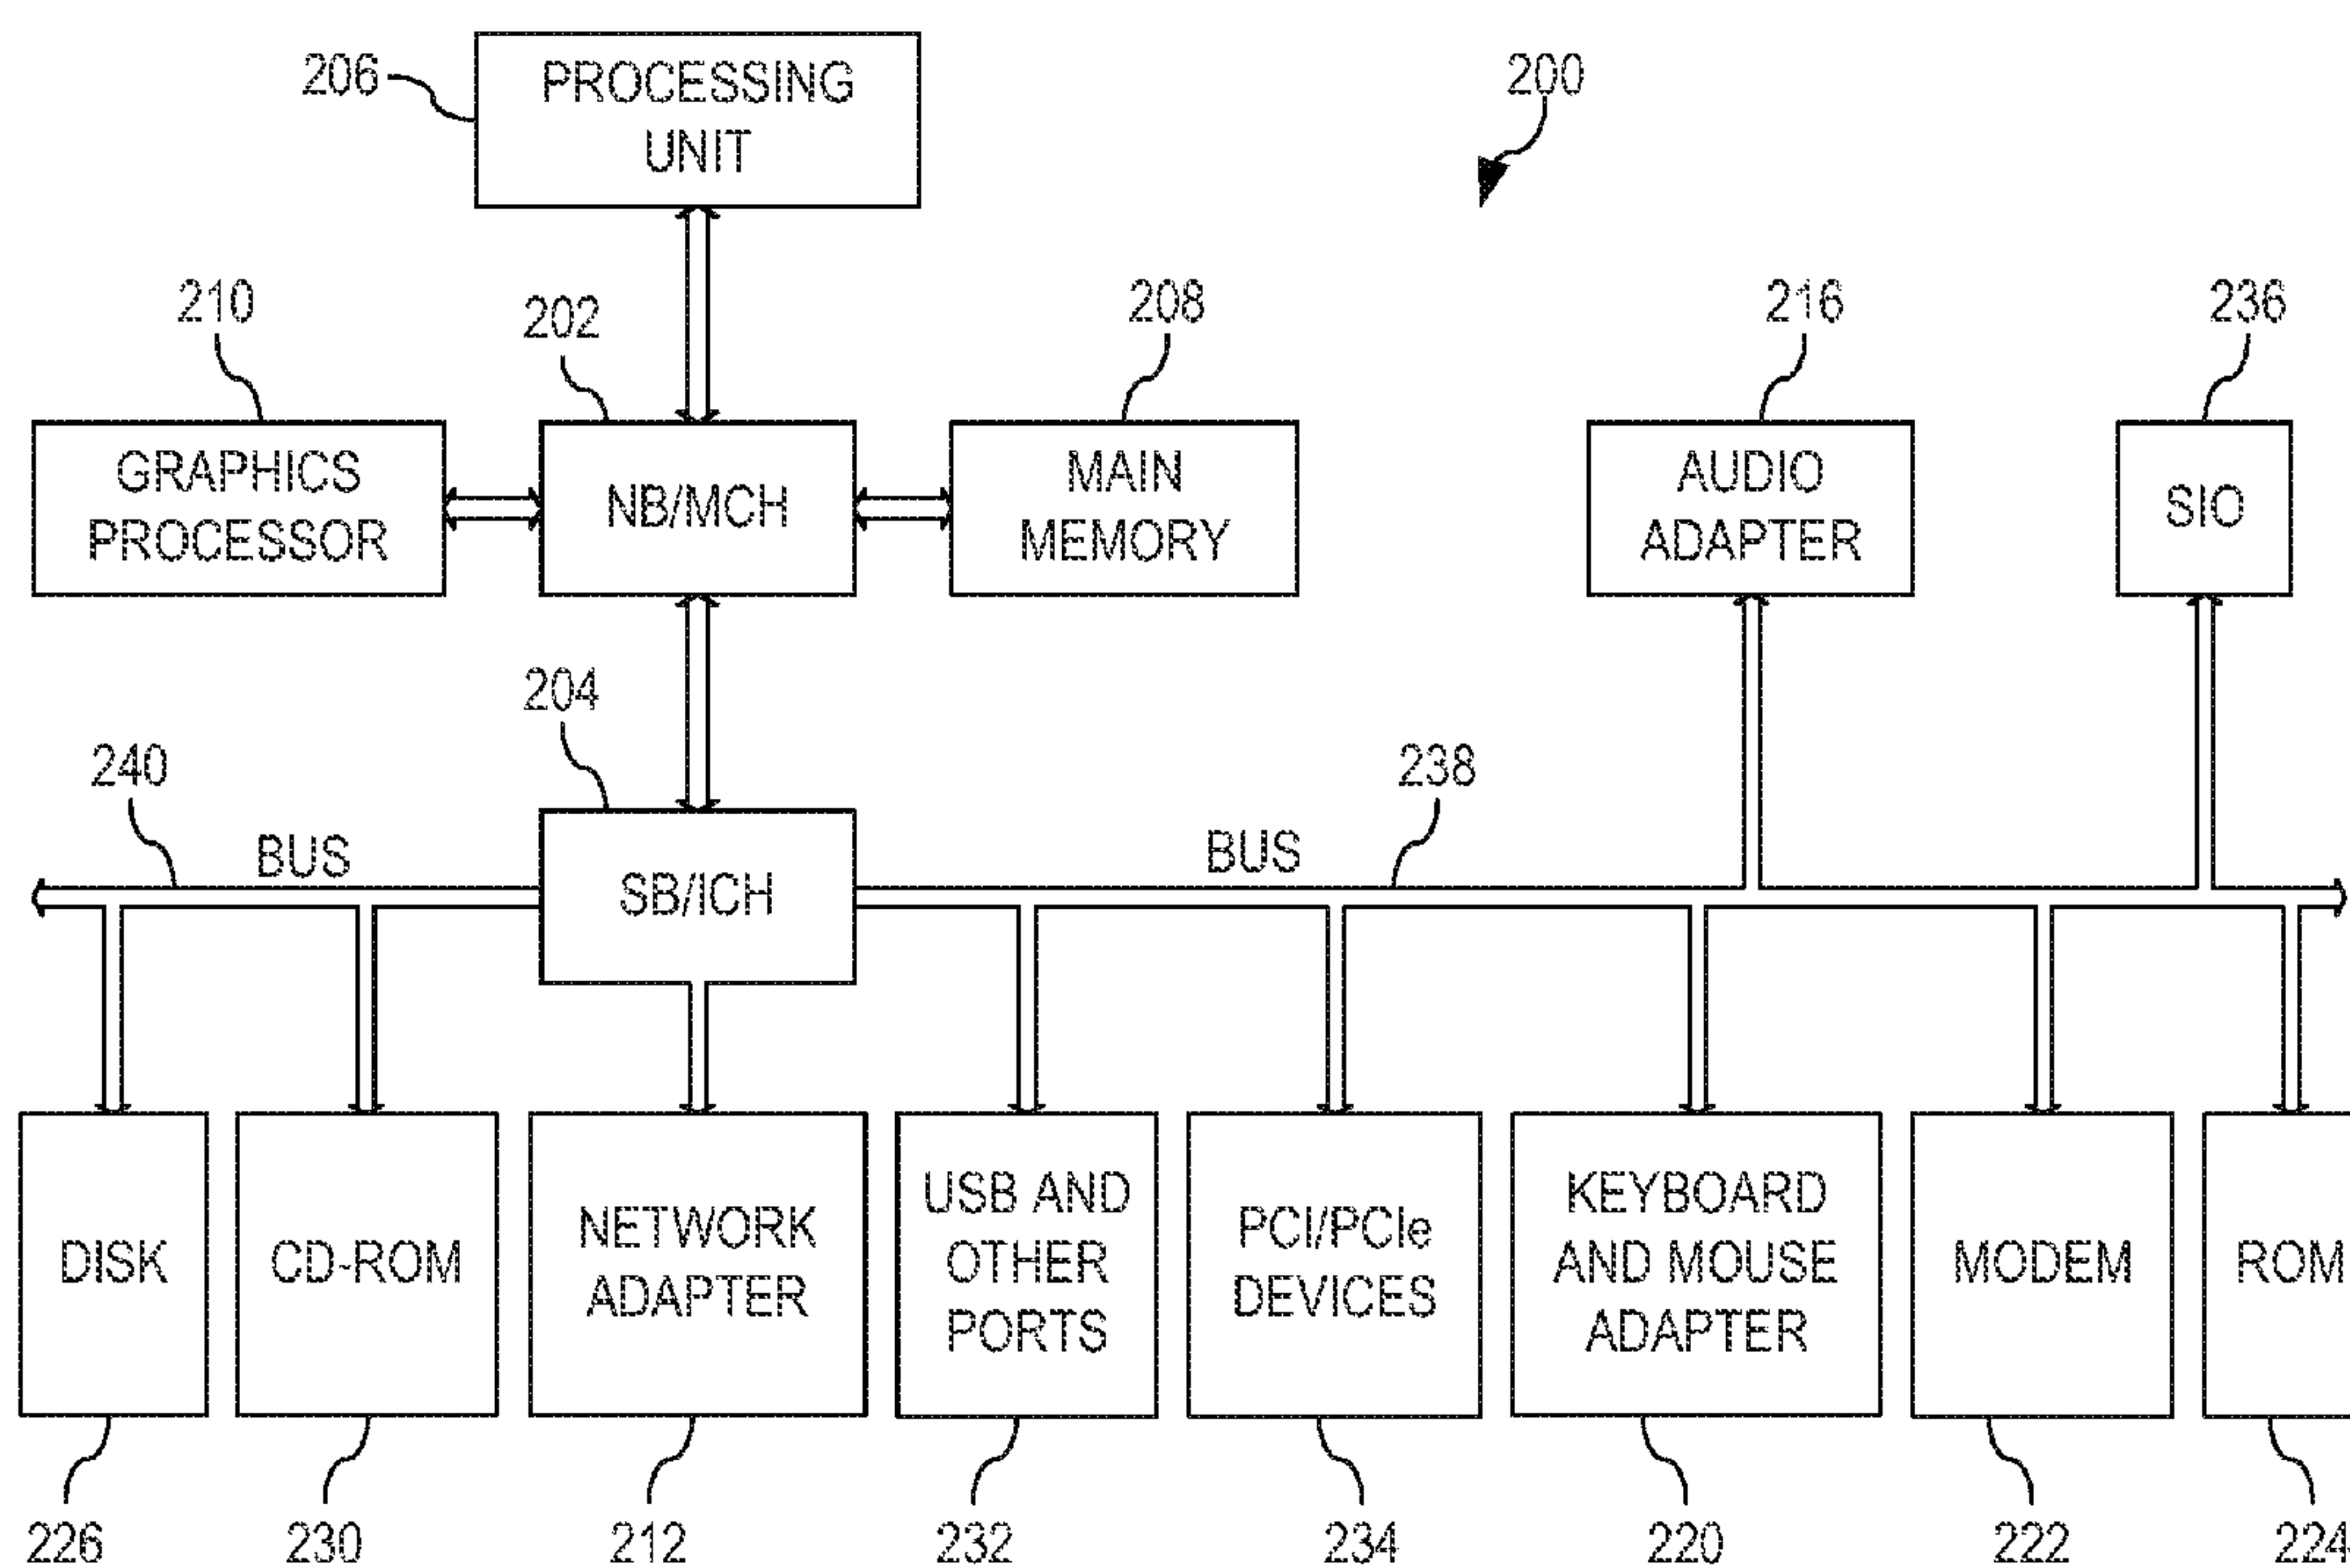 206
PROCESSING
UNIT
200
210
202
208
216
236
GRAPHICS
PROCESSOR
NB/MCH
MAIN
MEMORY
AUDIO
ADAPTER
SIO
204
240
238
BUS
SB/ICH
BUS
DISK
CD-ROM
NETWORK
ADAPTER
USB AND
OTHER
PORTS
PCI/PCIe
DEVICES
KEYBOARD
AND MOUSE
ADAPTER
MODEM
ROM
226
230
212
232
234
220
222
224